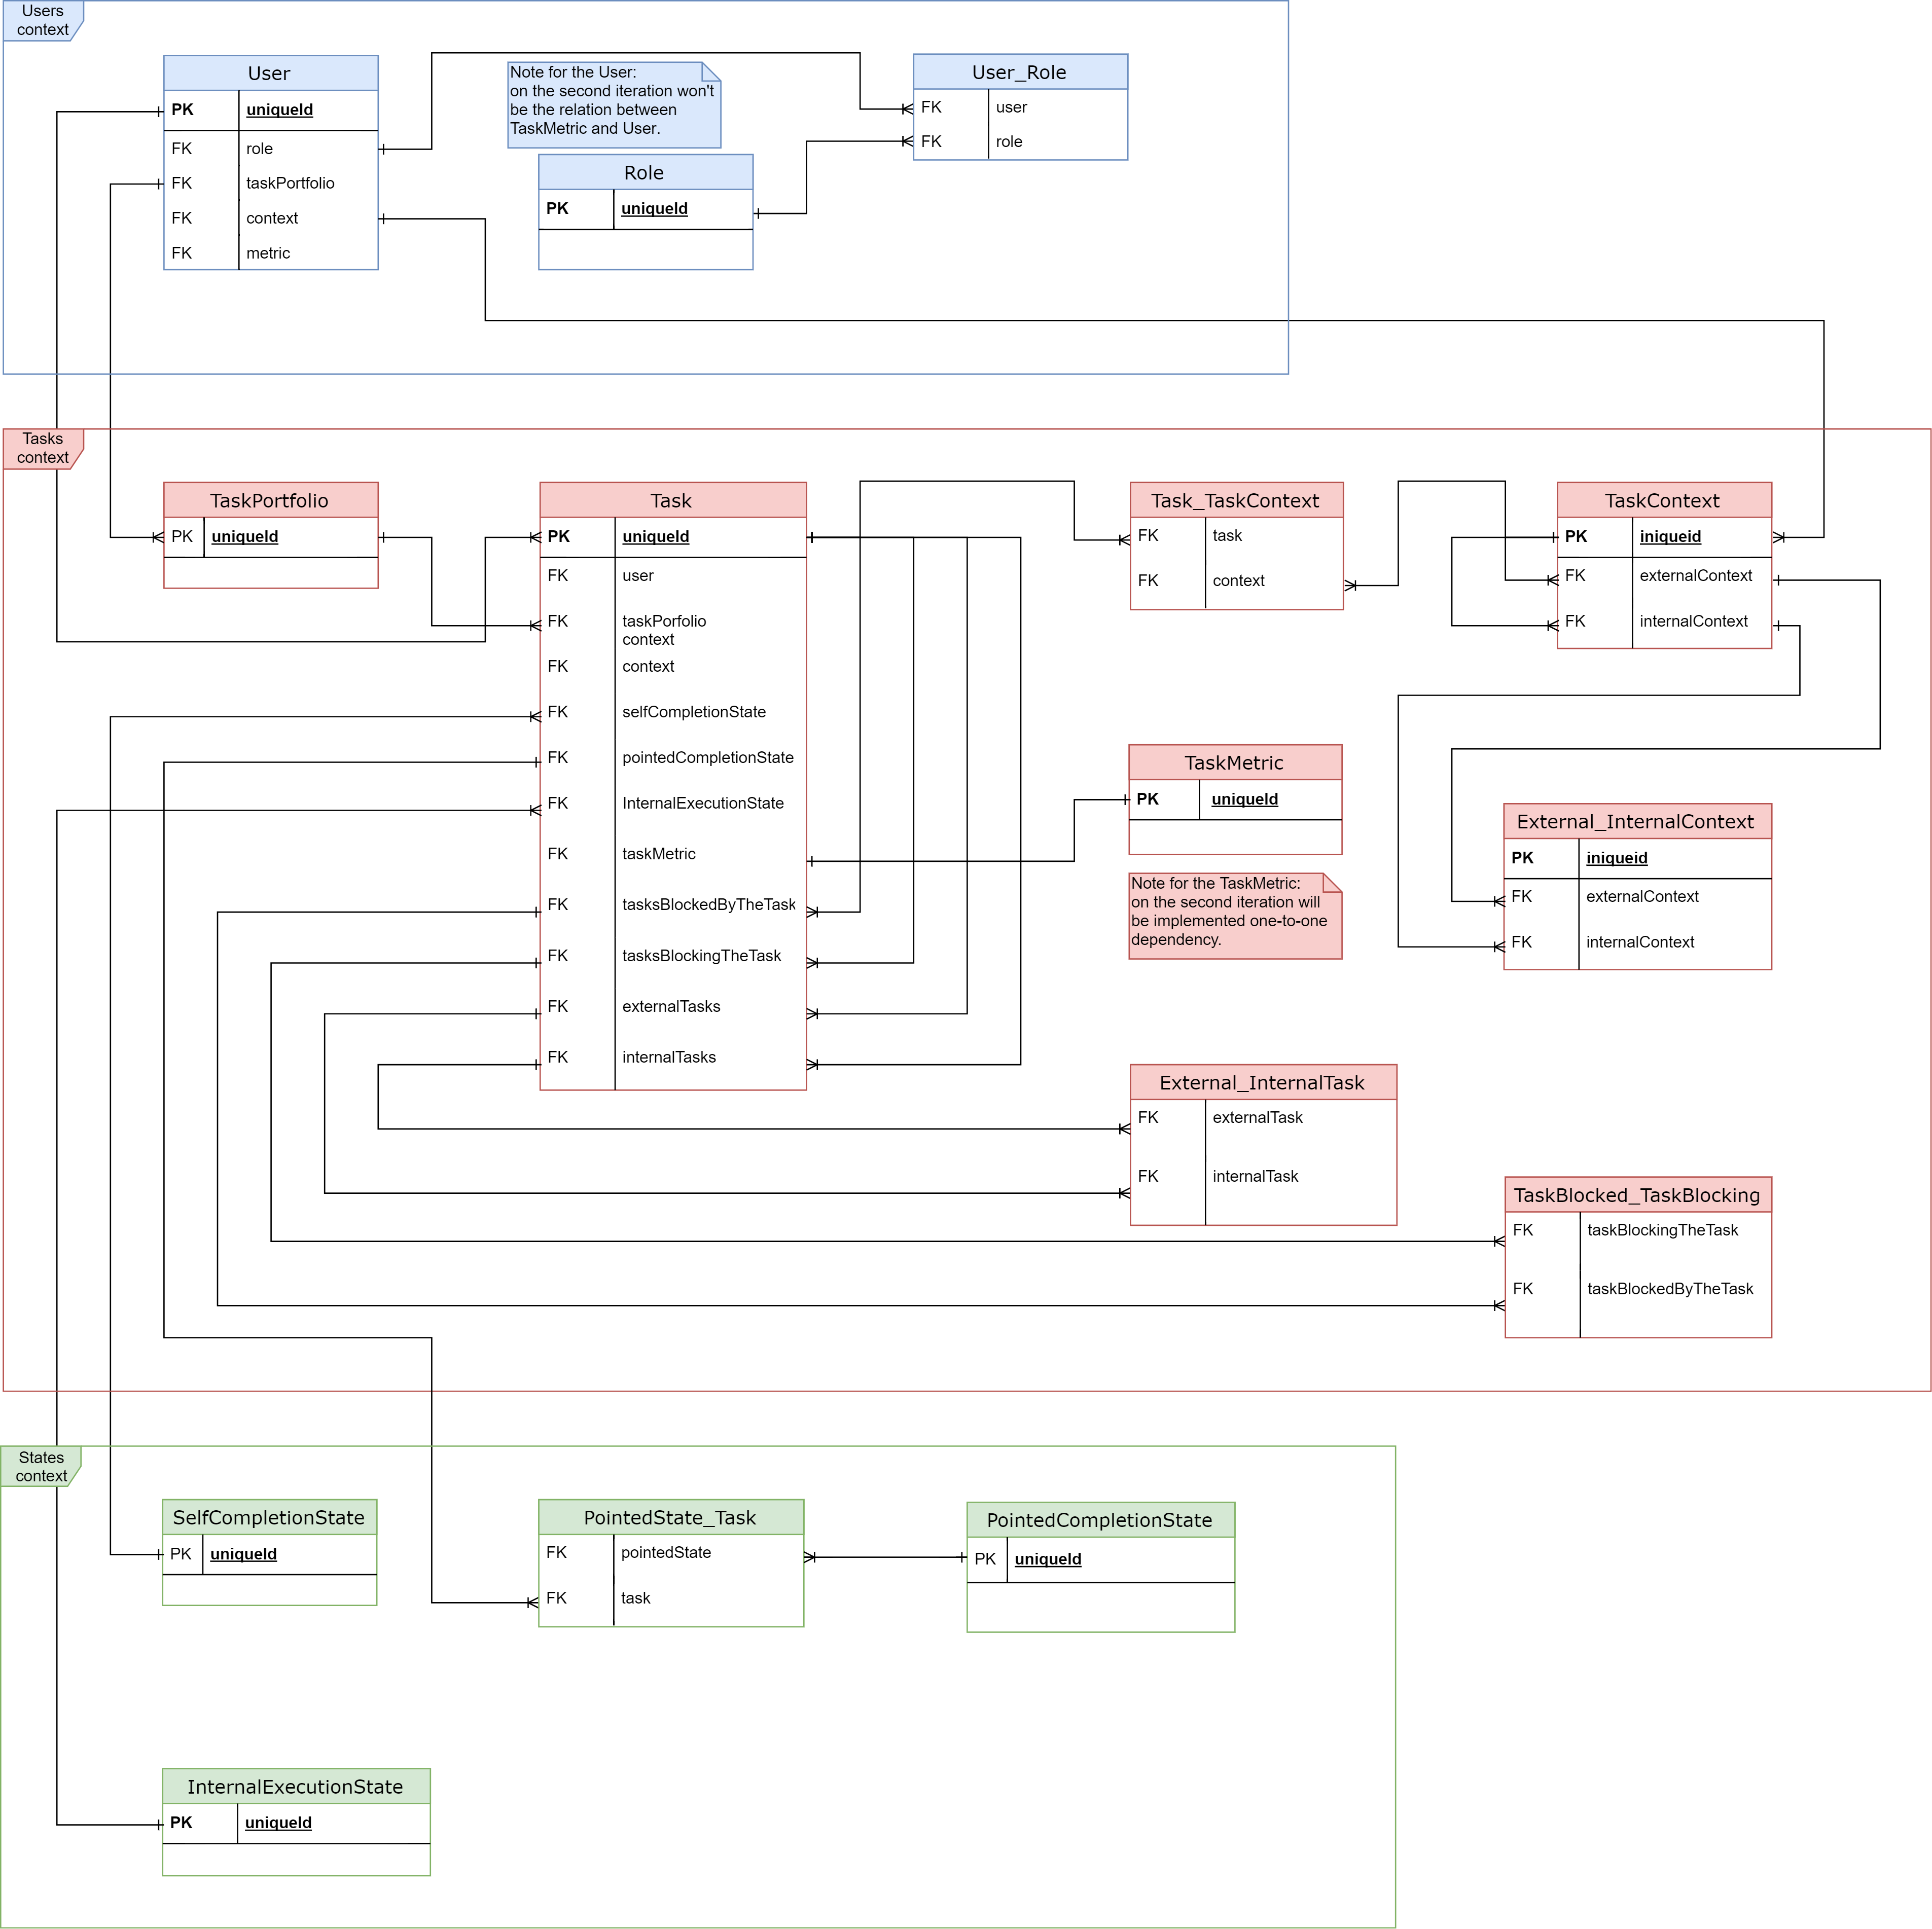 Users
context
User
PK uniqueId
FK role
FK taskPortfolio
FK context
FK metric
Note for the User:
on the second iteration won't
be the relation between
TaskMetric and User.
Role
PK uniqueId
User_Role
FK user
FK role
Tasks
context
TaskPortfolio
PK uniqueId
Task
PK uniqueId
FK user
FK taskPorfolio
context
FK context
FK selfCompletionState
FK pointedCompletionState
FK InternalExecutionState
FK taskMetric
FK tasksBlockedByTheTask
FK tasksBlockingTheTask
FK externalTasks
FK internalTasks
Task_TaskContext
FK task
FK context
TaskContext
PK iniqueid
FK externalContext
FK internalContext
TaskMetric
PK uniqueId
Note for the TaskMetric:
on the second iteration will
be implemented one-to-one
dependency.
External_InternalContext
PK iniqueid
FK externalContext
FK internalContext
External_InternalTask
FK externalTask
FK internalTask
TaskBlocked_TaskBlocking
FK taskBlockingTheTask
FK taskBlockedByTheTask
States
context
SelfCompletionState
PK uniqueId
PointedState_Task
FK pointedState
FK task
PointedCompletionState
PK uniqueId
InternalExecutionState
PK uniqueId